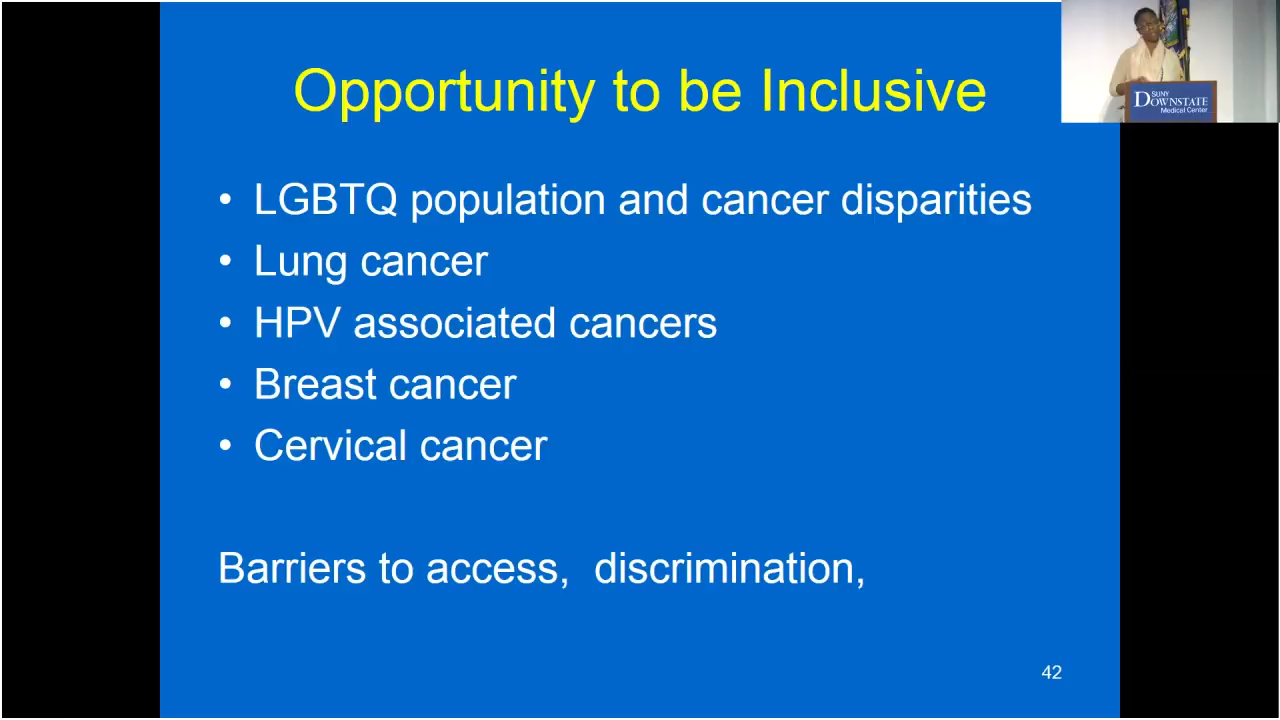 Opportunity to be Inclusive
SUNY
DOWNSTATE
Medical Center
• LGBTQ population and cancer disparities
• Lung cancer
• HPV associated cancers
• Breast cancer
• Cervical cancer
Barriers to access,  discrimination,
42